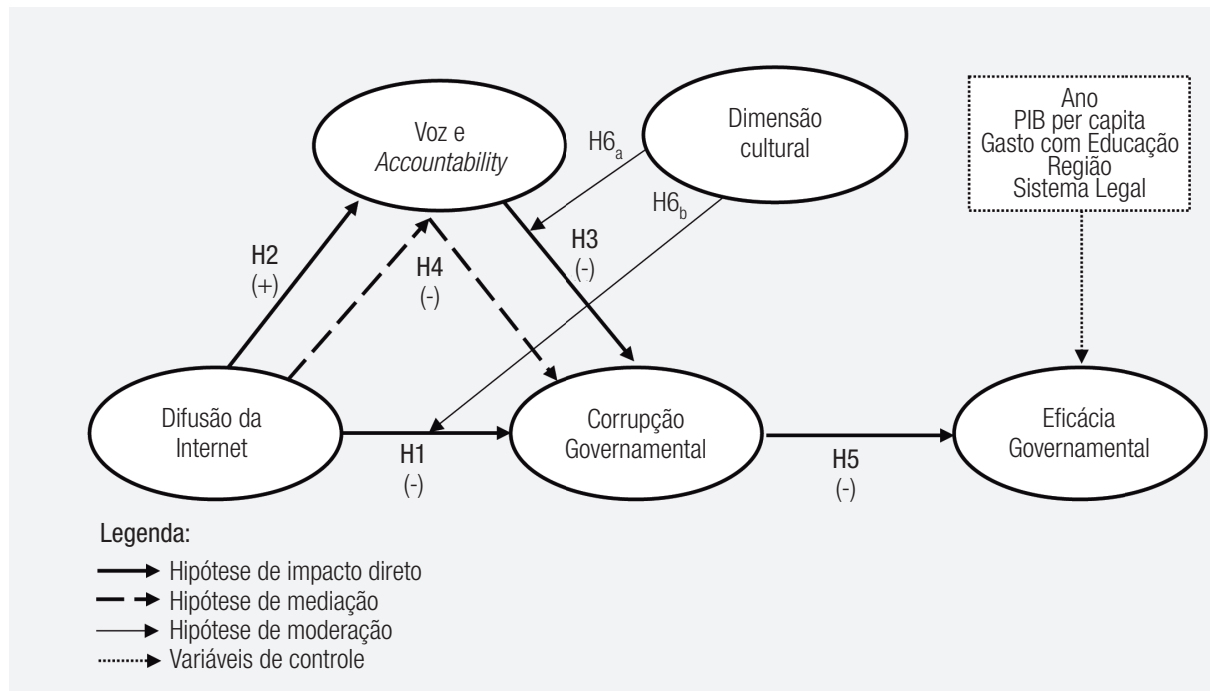 Voz e
Accountability
Dimensão
cultural
Ano
PIB per capita
Gasto com Educação
Região
Sistema Legal
H6a
H6b
H2
(+)
H4
(-)
H3
(-)
Difusão da
Internet
H1
(-)
Corrupção
Governamental
H5
(-)
Eficácia
Governamental
Legenda:
Hipótese de impacto direto
Hipótese de mediação
Hipótese de moderação
Variáveis de controle